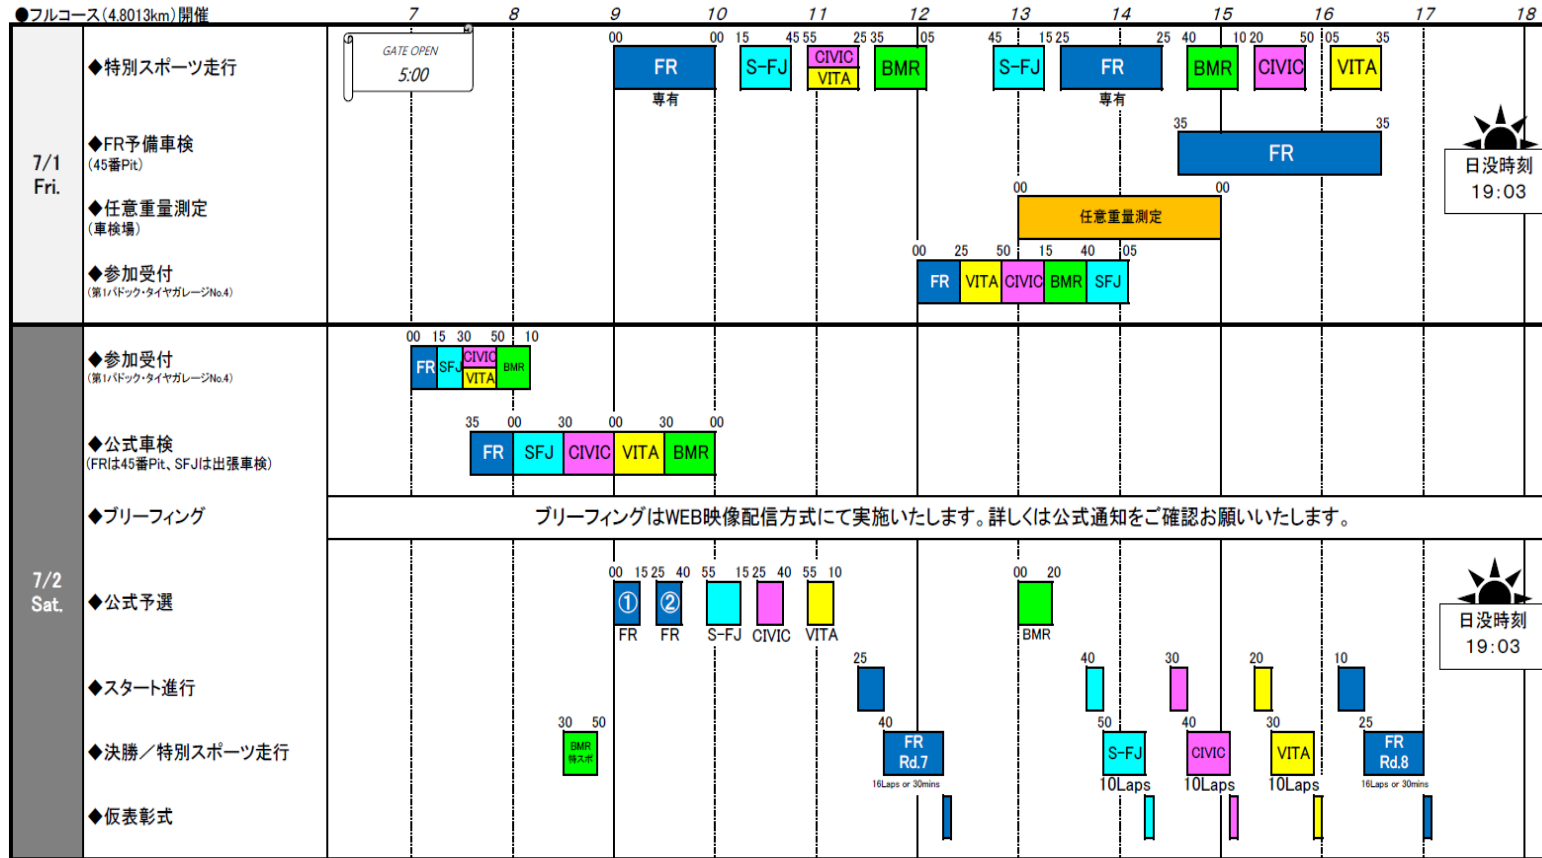 ●フルコース(4.8013km)開催 7 8 9 10 11 12 13 14 15 16 17 18
7/1
Fri.
GATE OPEN
5:00
00 00 15 45 55 25 35 05 45 15 25 25 40 10 20 50 05 35
◆特別スポーツ走行 FR S-FJ CIVIC VITA BMR S-FJ FR BMR CIVIC VITA
専有 専有
35 35
◆FR予備車検 FR
(45番Pit)
日没時刻
19:03
00 00
◆任意重量測定 任意重量測定
(車検場)
00 25 50 15 40 05
◆参加受付 FR VITA CIVIC BMR SFJ
(第1パドック・タイヤガレージNo.4)
7/2
Sat.
00 15 30 50 10
◆参加受付 FR SFJ CIVIC VITA BMR
(第1パドック・タイヤガレージNo.4)
35 00 30 00 30 00
◆公式車検 FR SFJ CIVIC VITA BMR
(FRは45番Pit、SFJは出張車検)
◆ブリーフィング ブリーフィングはWEB映像配信方式にて実施いたします。詳しくは公式通知をご確認お願いいたします。
00 15 25 40 55 15 25 40 55 10 00 20
◆公式予選 ① ②
FR FR S-FJ CIVIC VITA BMR
日没時刻
19:03
25 40 30 20 10
◆スタート進行
30 50 40 50 40 30 25
◆決勝／特別スポーツ走行 BMR 特スポ FR Rd.7 S-FJ CIVIC VITA FR Rd.8
16Laps or 30mins 10Laps 10Laps 10Laps 16Laps or 30mins
◆仮表彰式